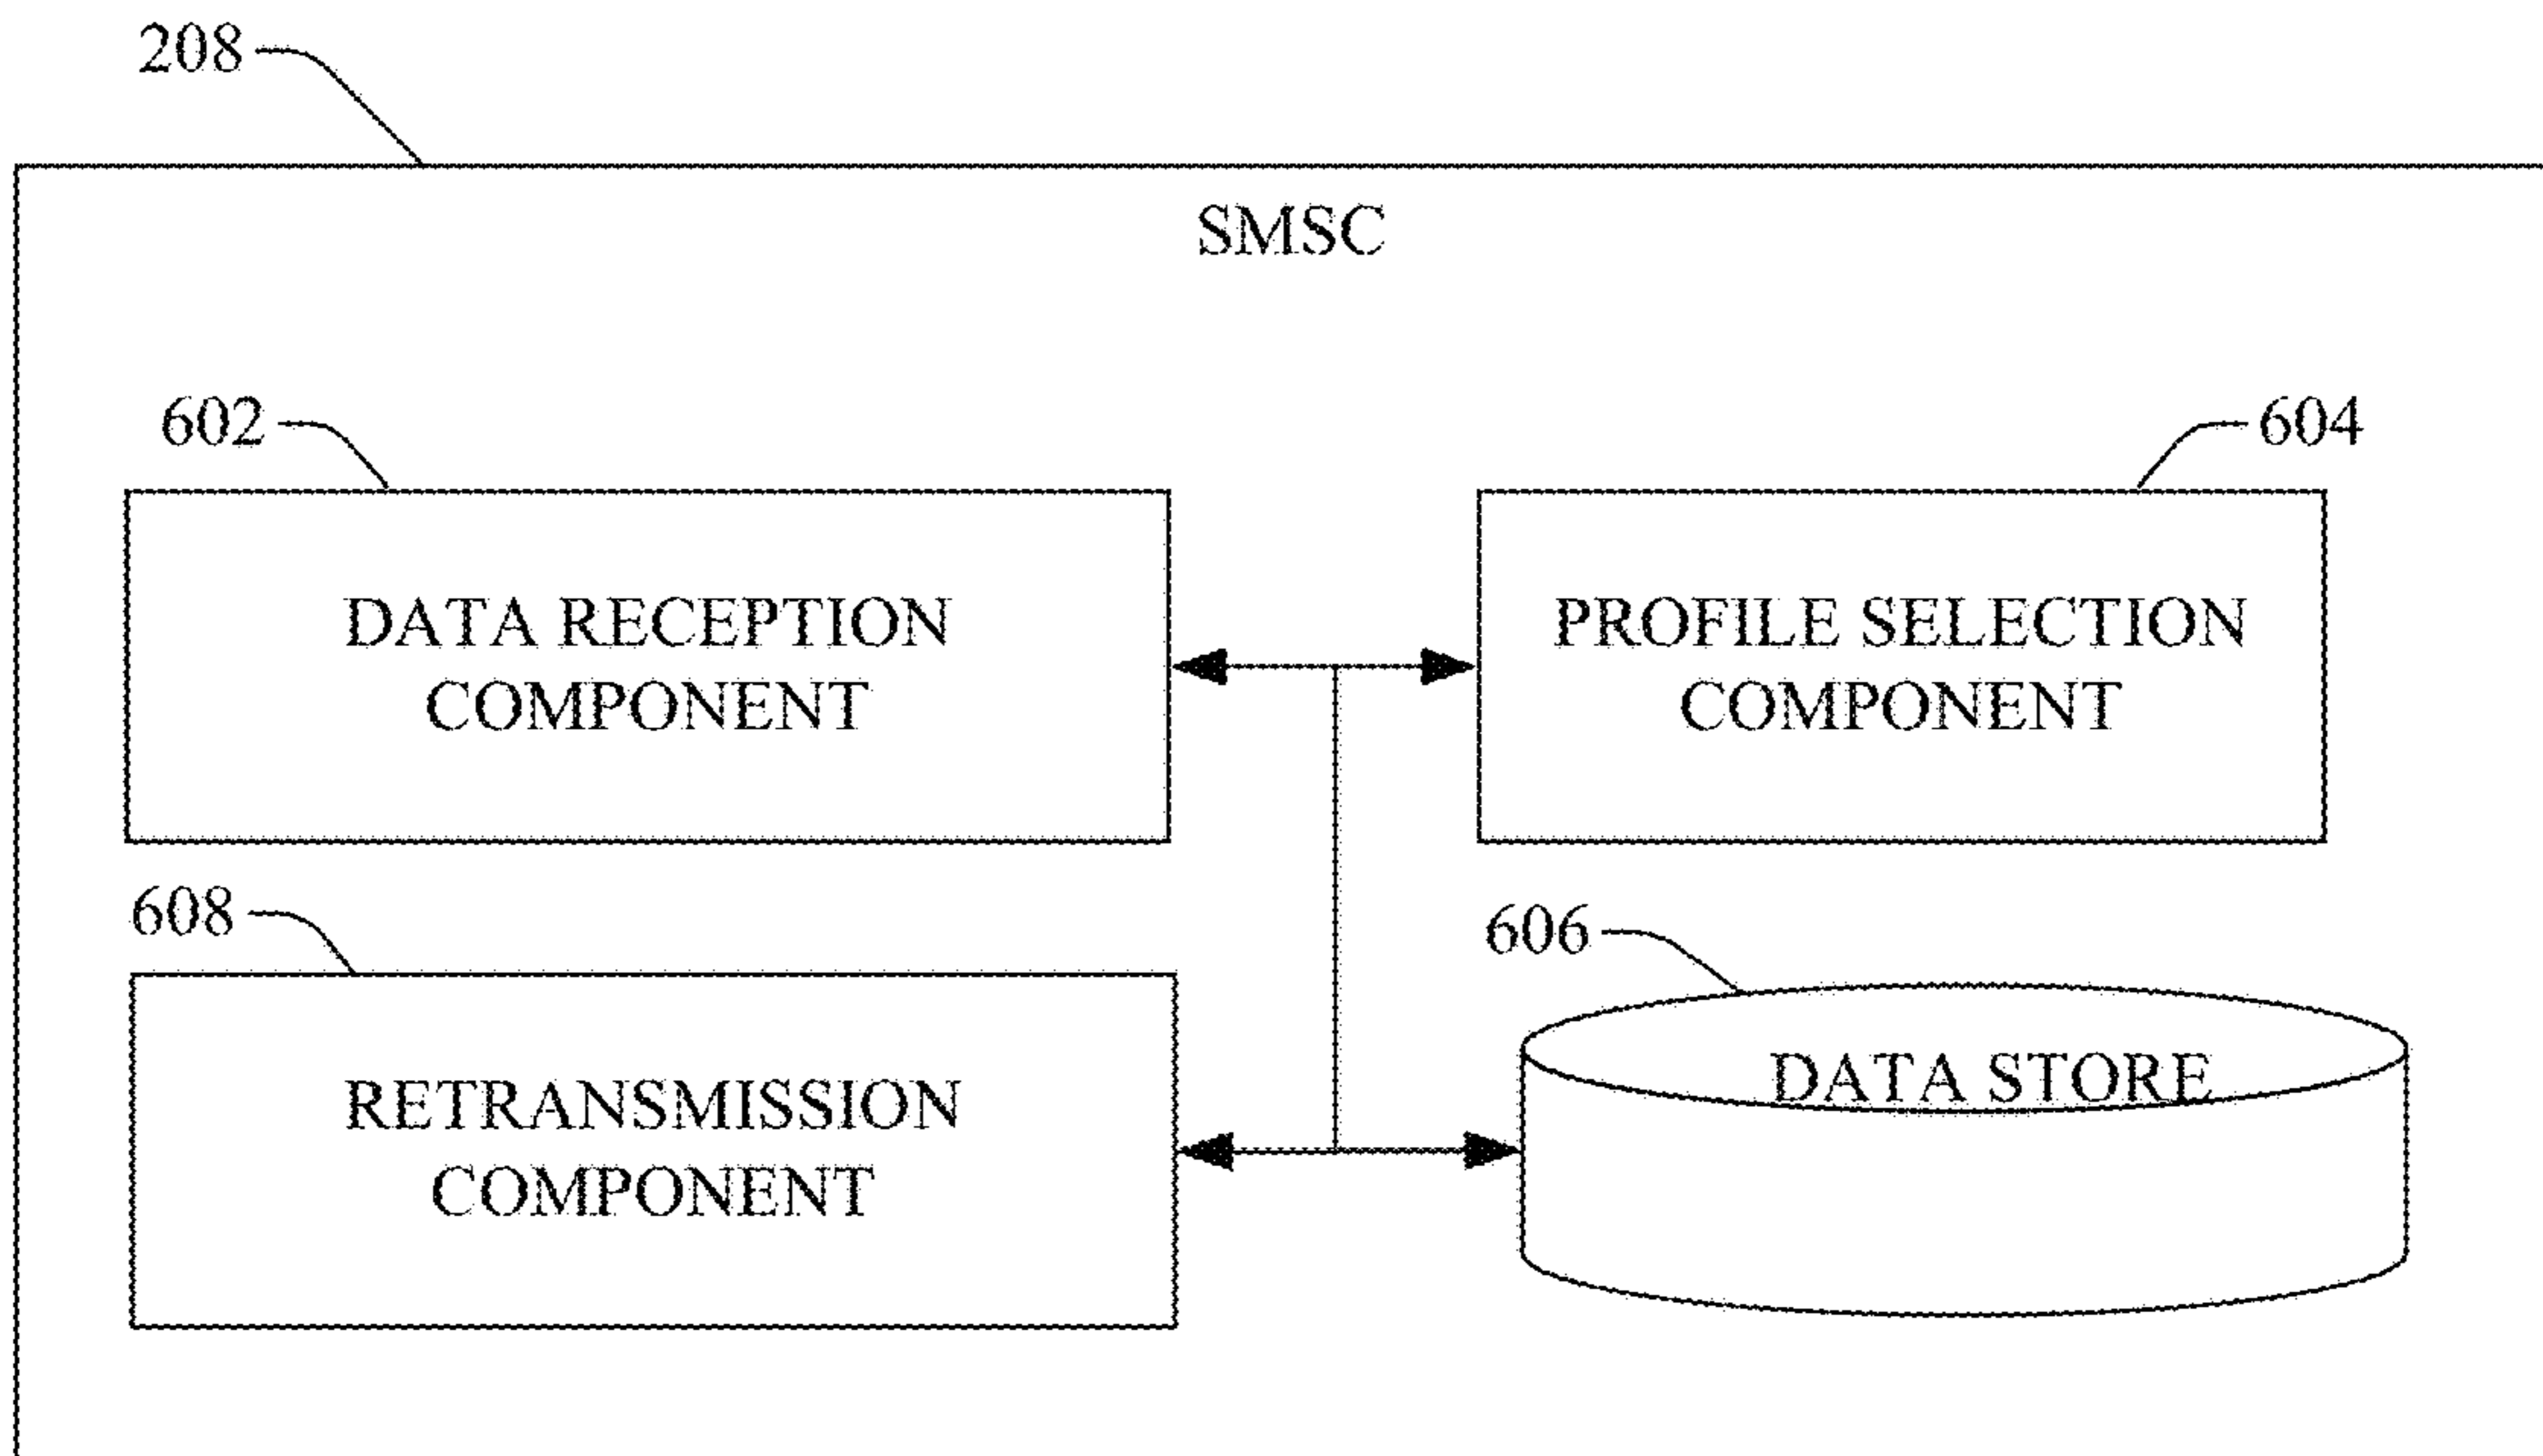 208
SMSC
602
604
DATA RECEPTION
COMPONENT
PROFILE SELECTION
COMPONENT
608
606
RETRANSMISSION
COMPONENT
DATA STORE